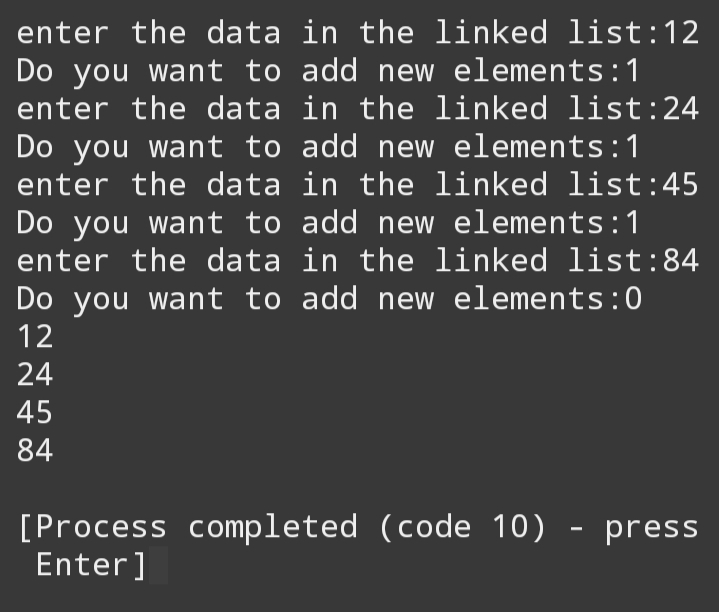 enter the data in the linked list:12
Do you want to add new elements:1
enter the data in the linked list:24
Do you want to add new elements:1
enter the data in the linked list:45
Do you want to add new elements:1
enter the data in the linked list:84
Do you want to add new elements:0
12
24
45
84
[Process completed (code 10) - press
Enter]